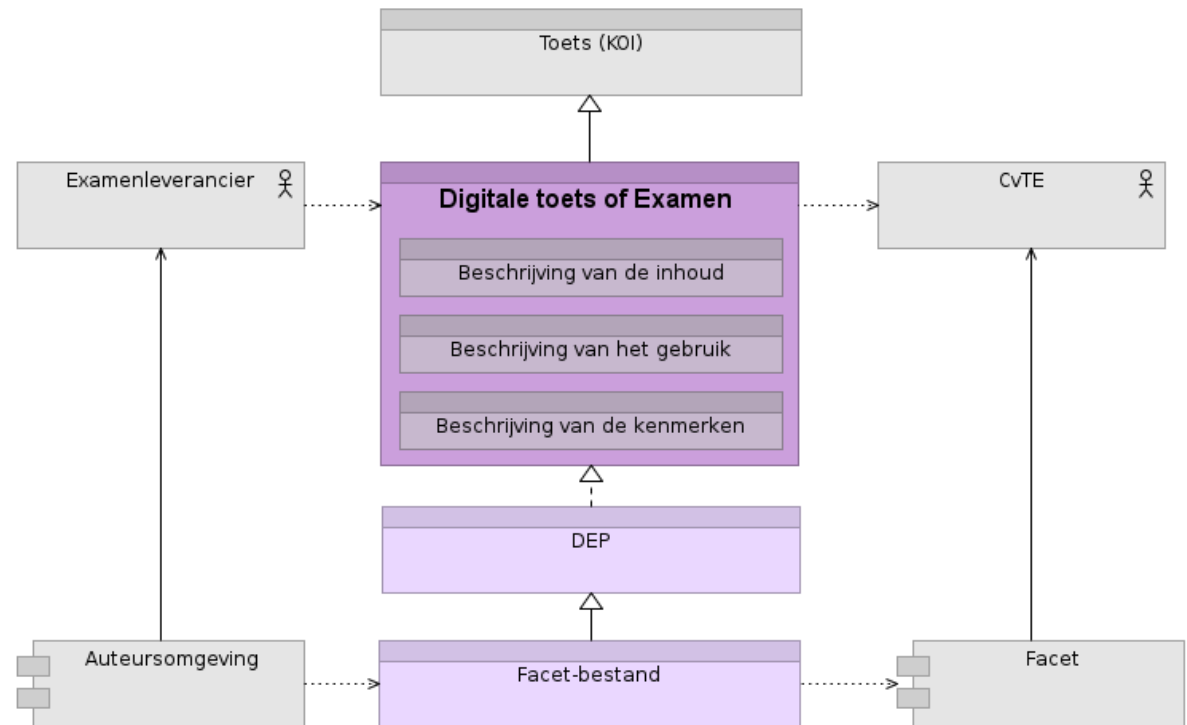 Toets (KOI)
Examenleverancier
Digitale toets of Examen
CvTE
Beschrijving van de inhoud
Beschrijving van het gebruik
Beschrijving van de kenmerken
DEP
Auteursomgeving
Facet-bestand
Facet